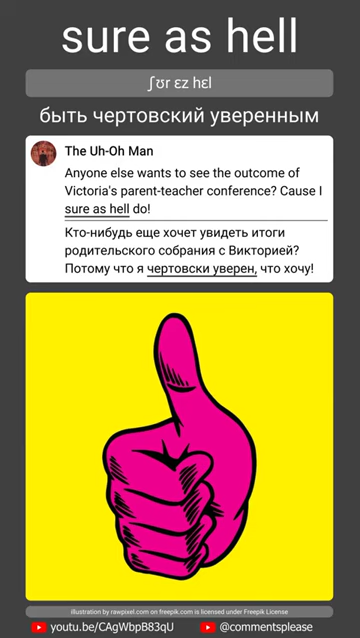 sure as hell
ʃʊr ɛz hɛl
быть чертовский уверенным
The Uh-Oh Man
Anyone else wants to see the outcome of
Victoria's parent-teacher conference? Cause I
sure as hell do!
Кто-нибудь еще хочет увидеть итоги
родительского собрания с Викторией?
Потому что я чертовски уверен, что хочу!
illustration by rawpixel.com on freepik.com is licensed under Freepik License
youtu.be/CAgWbpB83qU
@commentsplease